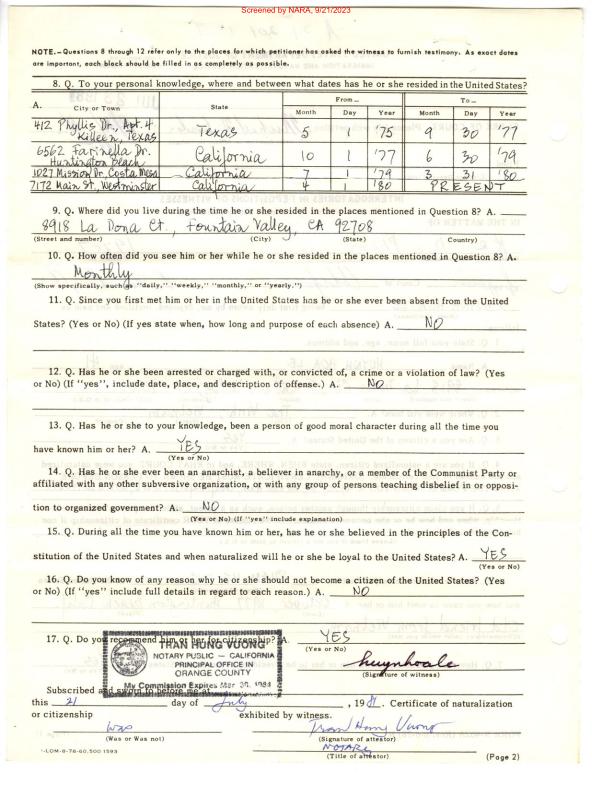 Screened by NARA, 9/21/2023
NOTE.—Questions 8 through 12 refer only to the places for which petitioner has asked the witness to furnish testimony. As exact dates
are important, each block should be filled in as completely as possible.
8. Q. To your personal knowledge, where and between what dates has he or she resided in the United States?
A. City or Town State From— To—
Month Day Year Month Day Year
412 Phyllis Dr., Apt. 4
Killeen, Texas Texas 5 1 '75 9 30 '77
6562 Farinella Dr.
Huntington Beach California 10 1 '77 6 30 '79
1027 Mission Dr, Costa Mesa California 7 1 '79 3 31 '80
7172 Main St., Westminster California 4 1 '80 PRESENT
9. Q. Where did you live during the time he or she resided in the places mentioned in Question 8? A.
8918 La Dona Ct, Fountain Valley, CA 92708
(Street and number) (City) (State) Country)
10. Q. How often did you see him or her while he or she resided in the places mentioned in Question 8? A.
Monthly
(Show specifically, such as "daily," "weekly," "monthly," or "yearly.")
11. Q. Since you first met him or her in the United States has he or she ever been absent from the United
States? (Yes or No) (If yes state when, how long and purpose of each absence) A. NO
12. Q. Has he or she been arrested or charged with, or convicted of, a crime or a violation of law? (Yes
or No) (If "yes", include date, place, and description of offense.) A. NO
13. Q. Has he or she to your knowledge, been a person of good moral character during all the time you
have known him or her? A. YES
(Yes or No)
14. Q. Has he or she ever been an anarchist, a believer in anarchy, or a member of the Communist Party or
affiliated with any other subversive organization, or with any group of persons teaching disbelief in or opposi-
tion to organized government? A. NO
(Yes or No) (If "yes" include explanation)
15. Q. During all the time you have known him or her, has he or she believed in the principles of the Con-
stitution of the United States and when naturalized will he or she be loyal to the United States? A. YES
(Yes or No)
16. Q. Do you know of any reason why he or she should not become a citizen of the United States? (Yes
or No) (If "yes" include full details in regard to each reason.) A. NO
17. Q. Do you recommend him or her for citizenship? A. YES
(Yes or No)
TRAN HUNG VUONG
NOTARY PUBLIC – CALIFORNIA
PRINCIPAL OFFICE IN
ORANGE COUNTY
My Commission Expires Mar 30, 1984
huynhoale
(Signature of witness)
Subscribed and sworn to before me at
this 21 day of July, 1981. Certificate of naturalization
or citizenship was exhibited by witness. Tran Hung Vuong
(Was or Was not) (Signature of attestor)
NOTARY
(Title of attestor)
(Page 2)